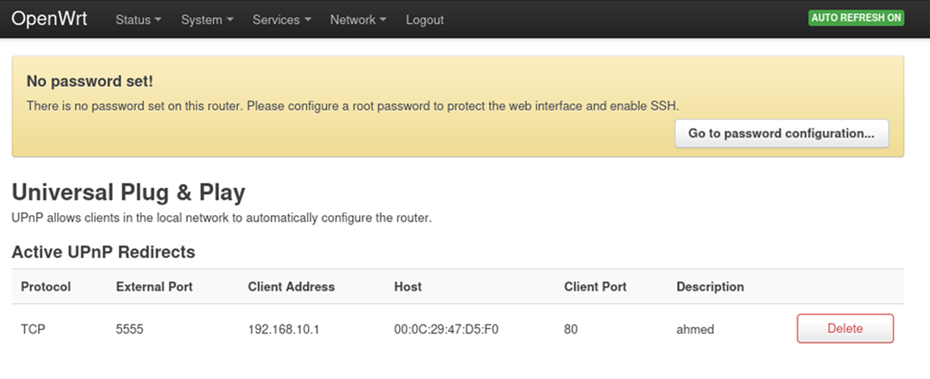 OpenWrt Status System Services Network Logout AUTO REFRESH ON
No password set!
There is no password set on this router. Please configure a root password to protect the web interface and enable SSH.
Go to password configuration...
Universal Plug & Play
UPnP allows clients in the local network to automatically configure the router.
Active UPnP Redirects
Protocol External Port Client Address Host Client Port Description
TCP 5555 192.168.10.1 00:0C:29:47:D5:F0 80 ahmed Delete